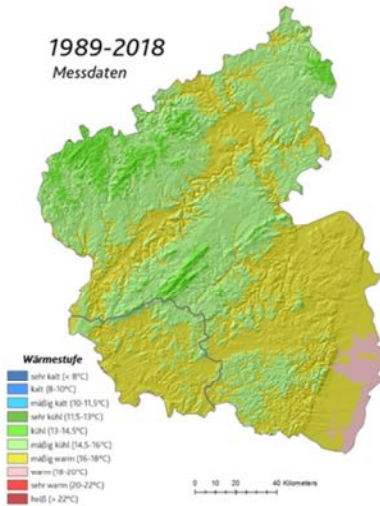 1989-2018
Messdaten
Wärmestufe
sehr kalt (< 8°C)
kalt (8-10°C)
mäßig kalt (10-11,5°C)
sehr kühl (11,5-13°C)
kühl (13-14,5°C)
mäßig kühl (14,5-16°C)
mäßig warm (16-18°C)
warm (18-20°C)
sehr warm (20-22°C)
heiß (> 22°C)
0 10 20 40 Kilometers